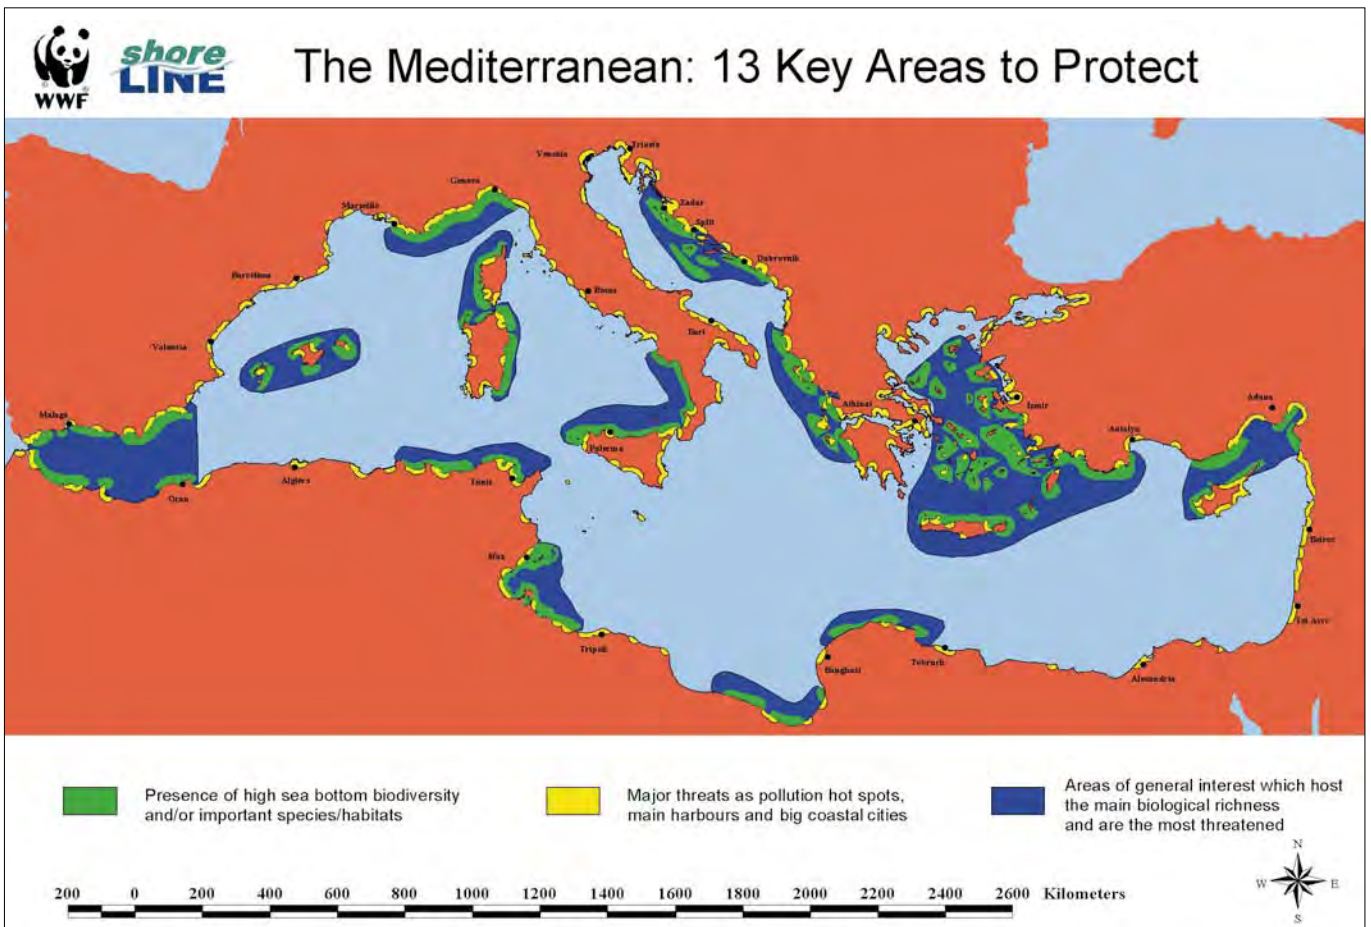 WWF
®
shore
LINE
The Mediterranean: 13 Key Areas to Protect
Venezia
Trieste
Genova
Zadar
Marseille
Split
Dubrovnik
Barcelona
Roma
Bari
Valentia
Malaga
Athinai
Izmir
Adana
Antalya
Palermo
Oran
Algiers
Tunis
Sfax
Beirut
Tel Aviv
Tripoli
Banghazi
Tobruch
Alexandria
Presence of high sea bottom biodiversity
and/or important species/habitats
Major threats as pollution hot spots,
main harbours and big coastal cities
Areas of general interest which host
the main biological richness
and are the most threatened
N
W E
S
200 0 200 400 600 800 1000 1200 1400 1600 1800 2000 2200 2400 2600 Kilometers